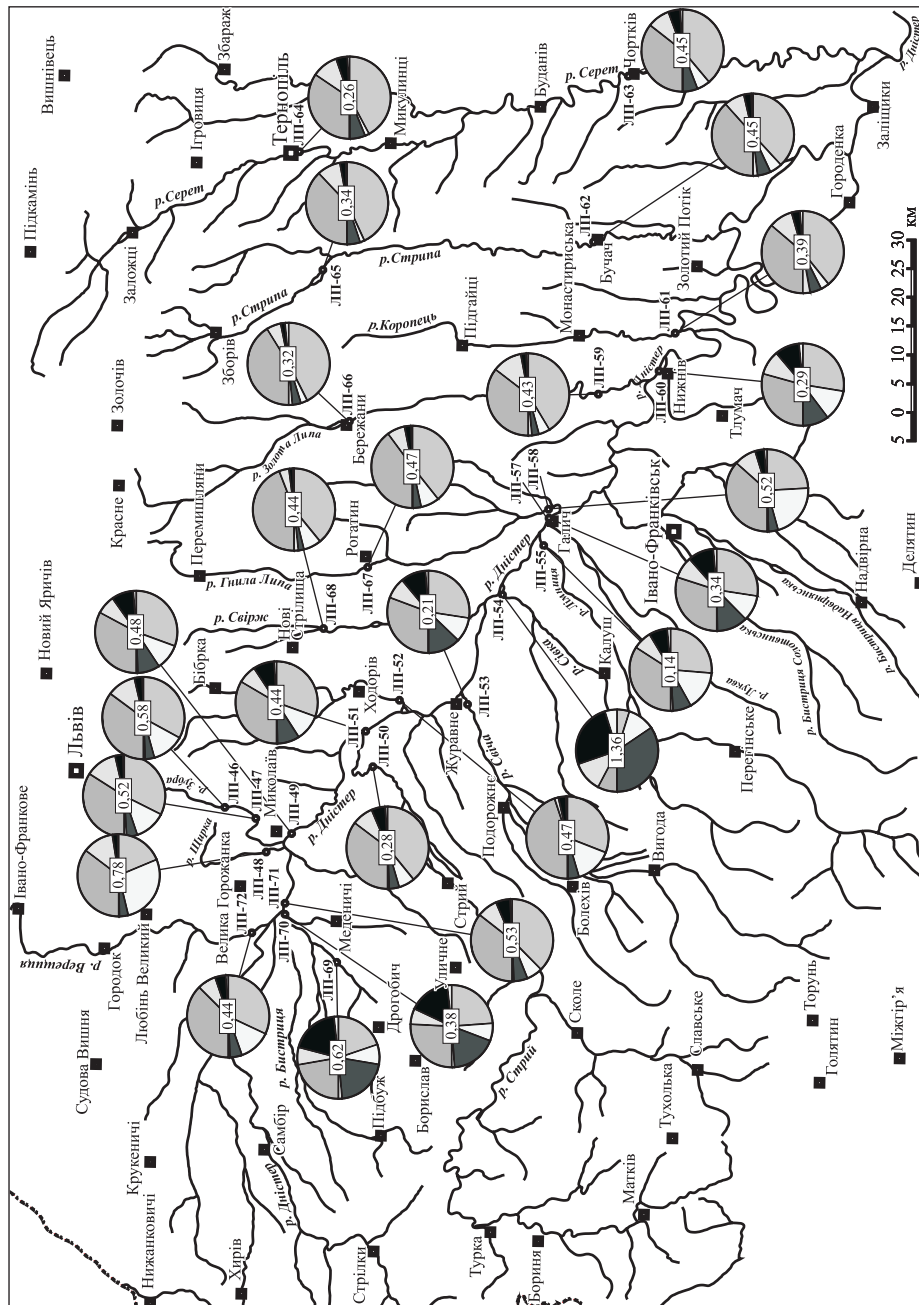 Вишнівець
Збараж
Підкамінь
Ігровиця
Тернопіль
ЛП-64
0,26
Микулинці
Буданів
р. Серет
ЛП-63
Чортків
0,45
р. Дністер
Заліщики
р.Серет
Заложці
0,34
ЛП-65
р.Стрипа
р.Стрипа
ЛП-62
Бучач
0,45
Золотий Потік
Городенка
Зборів
р.Коропець
Підгайці
Монастириська
ЛП-61
0,39
Золочів
0,32
ЛП-66
Бережани
р. Золота Липа
0,43
ЛП-59
р. Дністер
ЛП-60
Нижнів
0,29
Тлумач
5 0 5 10 15 20 25 30 км
Красне
Перемишляни
р. Гнила Липа
0,44
Рогатин
ЛП-67
0,47
ЛП-57
ЛП-58
Галич
0,52
Івано-Франківськ
Надвірна
Делятин
Новий Яричів
р. Свірж
Нові
Стрілища
ЛП-68
0,21
р. Дністер
ЛП-54
ЛП-55
р. Лімниця
0,34
р. Бистриця Надвірнянська
Бистриця Солотвинська
Бібрка
0,48
0,44
Ходорів
ЛП-52
ЛП-51
ЛП-50
Журавне
ЛП-53
р. Сівка
Калуш
0,14
р. Луква
1,36
Перегінське
Львів
0,58
р. Зубра
ЛП-46
ЛП-47
Миколаїв
ЛП-49
р. Дністер
0,28
р. Свіча
Подорожнє
0,47
Вигода
Болехів
0,52
р. Щирка
ЛП-48
Івано-Франкове
0,78
Велика Горожанка
ЛП-71
ЛП-72
ЛП-70
Меденичі
Стрий
0,53
р. Верещиця
Городок
Любінь Великий
ЛП-69
Уличне
Дрогобич
0,38
Судова Вишня
0,44
р. Бистриця
0,62
Підбуж
Борислав
р. Стрий
Сколе
Славське
Торунь
Голятин
Міжгір’я
Крукеничі
Самбір
р. Дністер
Тухолька
Нижанковичі
Хирів
Стрілки
Турка
Бориня
Матків